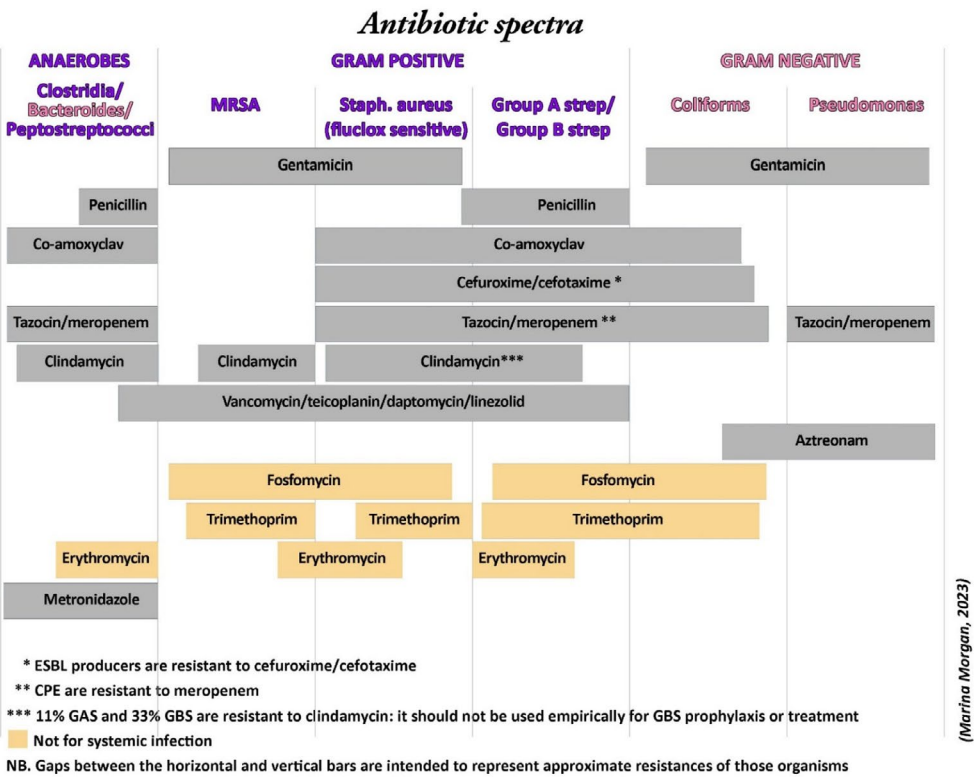 Antibiotic spectra
ANAEROBES
GRAM POSITIVE
GRAM NEGATIVE
Clostridia/
Bacteroides/
Peptostreptococci
MRSA
Staph. aureus
(fluclox sensitive)
Group A strep/
Group B strep
Coliforms
Pseudomonas
Gentamicin
Gentamicin
Penicillin
Penicillin
Co-amoxyclav
Co-amoxyclav
Cefuroxime/cefotaxime *
Tazocin/meropenem
Tazocin/meropenem **
Tazocin/meropenem
Clindamycin
Clindamycin
Clindamycin***
Vancomycin/teicoplanin/daptomycin/linezolid
Aztreonam
Fosfomycin
Fosfomycin
Trimethoprim
Trimethoprim
Trimethoprim
Erythromycin
Erythromycin
Erythromycin
Metronidazole
* ESBL producers are resistant to cefuroxime/cefotaxime
** CPE are resistant to meropenem
*** 11% GAS and 33% GBS are resistant to clindamycin: it should not be used empirically for GBS prophylaxis or treatment
Not for systemic infection
NB. Gaps between the horizontal and vertical bars are intended to represent approximate resistances of those organisms
(Marina Morgan, 2023)